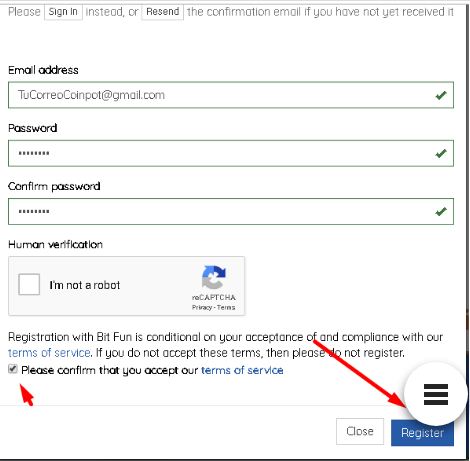 Please Sign In instead, or Resend the confirmation email if you have not yet received it
Email address
TuCorreoCoinpot@gmail.com
Password
••••••••
Confirm password
••••••••
Human verification
I'm not a robot
reCAPTCHA
Privacy - Terms
Registration with Bit Fun is conditional on your acceptance of and compliance with our
terms of service. If you do not accept these terms, then please do not register.
Please confirm that you accept our terms of service
Close
Register